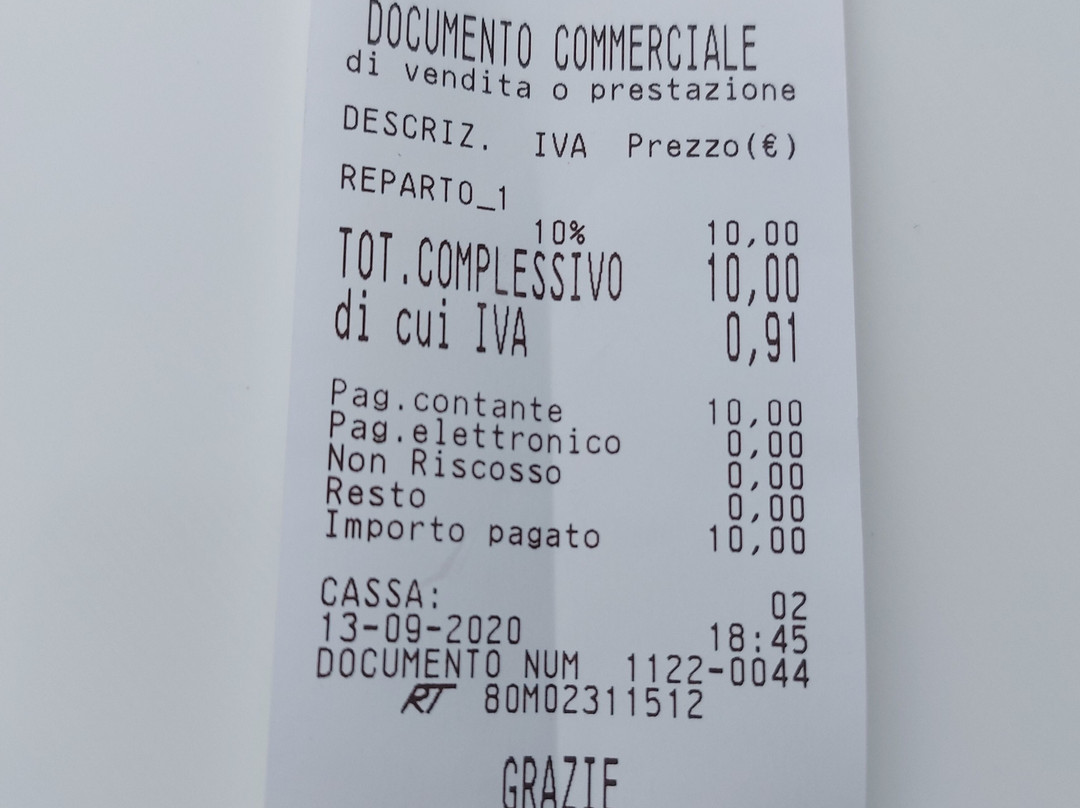 DOCUMENTO COMMERCIALE
di vendita o prestazione
DESCRIZ. IVA Prezzo(€)
REPARTO_1
10% 10,00
TOT.COMPLESSIVO 10,00
di cui IVA 0,91
Pag.contante 10,00
Pag.elettronico 0,00
Non Riscosso 0,00
Resto 0,00
Importo pagato 10,00
CASSA: 02
13-09-2020 18:45
DOCUMENTO NUM 1122-0044
RT 80M02311512
GRAZIE